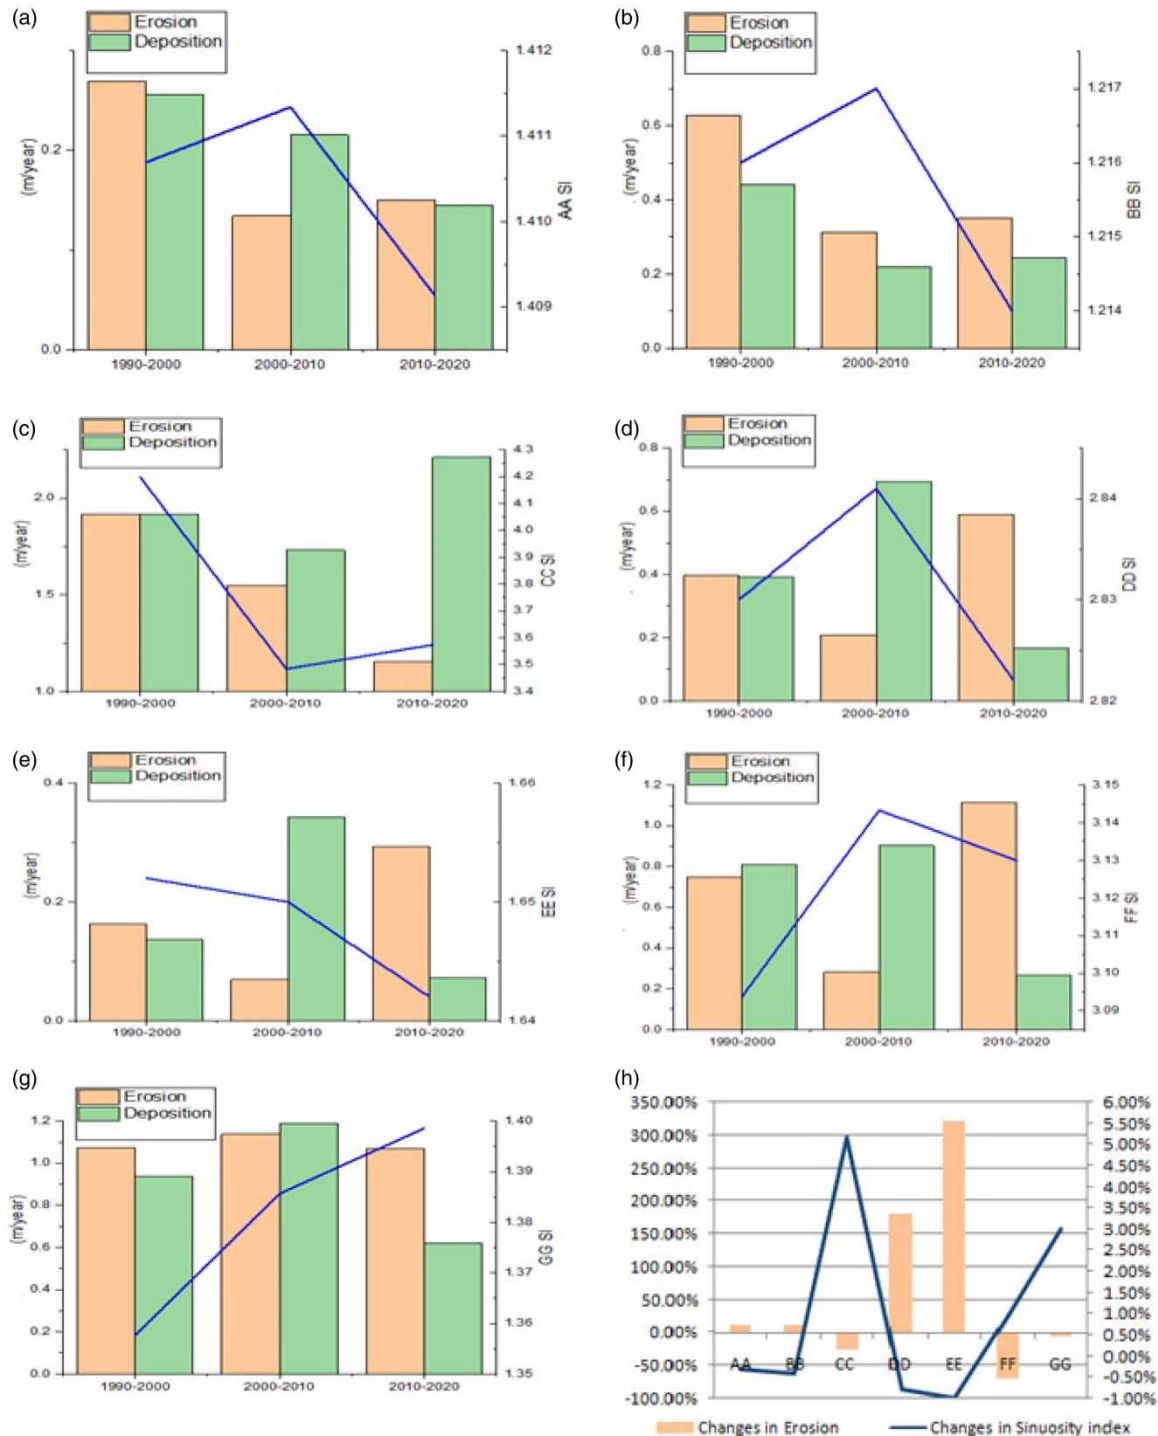 (a)
Erosion
Deposition
(m/year)
0.2
0.0
1.412
1.411
1.410
1.409
AA SI
1990-2000 2000-2010 2010-2020
(b)
Erosion
Deposition
(m/year)
0.8
0.6
0.4
0.2
0.0
1.217
1.216
1.215
1.214
BB SI
1990-2000 2000-2010 2010-2020
(c)
Erosion
Deposition
(m/year)
2.0
1.5
1.0
4.3
4.2
4.1
4.0
3.9
3.8
3.7
3.6
3.5
3.4
CC SI
1990-2000 2000-2010 2010-2020
(d)
Erosion
Deposition
(m/year)
0.8
0.6
0.4
0.2
0.0
2.84
2.83
2.82
DD SI
1990-2000 2000-2010 2010-2020
(e)
Erosion
Deposition
(m/year)
0.4
0.2
0.0
1.66
1.65
1.64
EE SI
1990-2000 2000-2010 2010-2020
(f)
Erosion
Deposition
(m/year)
1.2
1.0
0.8
0.6
0.4
0.2
0.0
3.15
3.14
3.13
3.12
3.11
3.10
3.09
FF SI
1990-2000 2000-2010 2010-2020
(g)
Erosion
Deposition
(m/year)
1.2
1.0
0.8
0.6
0.4
0.2
0.0
1.40
1.39
1.38
1.37
1.36
1.35
GG SI
1990-2000 2000-2010 2010-2020
(h)
350.00%
300.00%
250.00%
200.00%
150.00%
100.00%
50.00%
0.00%
-50.00%
-100.00%
6.00%
5.50%
5.00%
4.50%
4.00%
3.50%
3.00%
2.50%
2.00%
1.50%
1.00%
0.50%
0.00%
-0.50%
-1.00%
AA BB CC DD EE FF GG
Changes in Erosion Changes in Sinuosity index